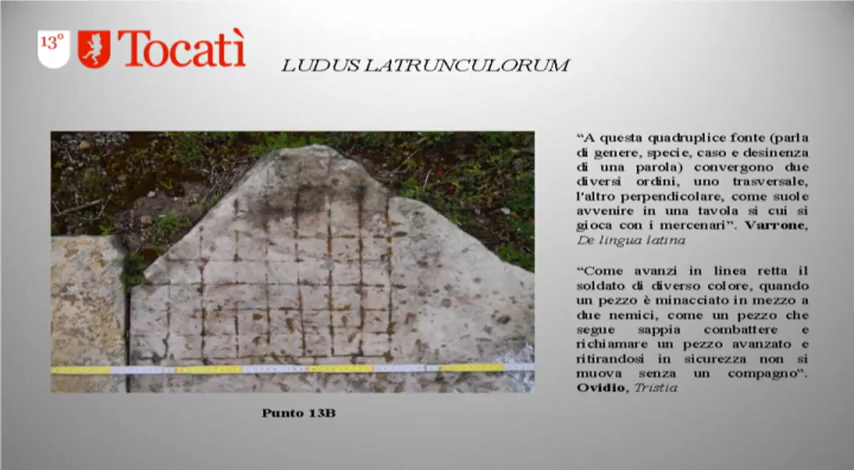 13°
Tocatì
LUDUS LATRUNCULORUM
“A questa quadruplice fonte (parla
di genere, specie, caso e desinenza
di una parola) convergono due
diversi ordini, uno trasversale,
l'altro perpendicolare, come suole
avvenire in una tavola si cui si
gioca con i mercenari”. Varrone,
De lingua latina
“Come avanzi in linea retta il
soldato di diverso colore, quando
un pezzo è minacciato in mezzo a
due nemici, come un pezzo che
segue sappia combattere e
richiamare un pezzo avanzato e
ritirandosi in sicurezza non si
muova senza un compagno”.
Ovidio, Tristia
Punto 13B